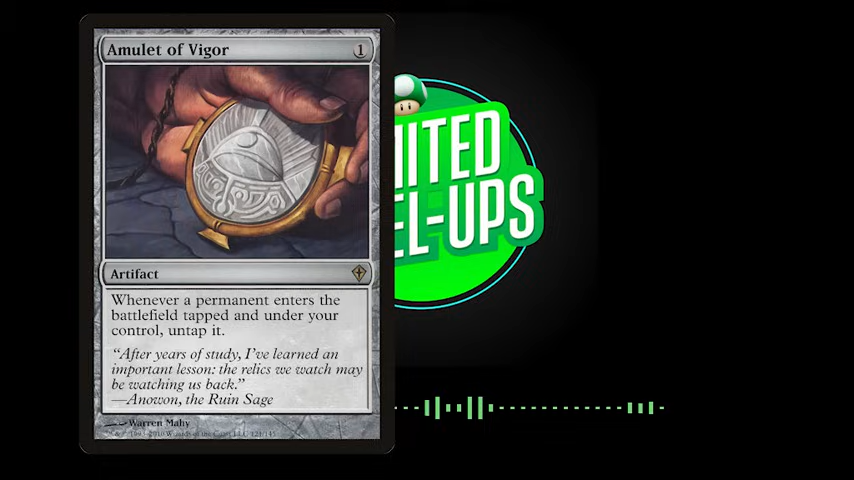 Amulet of Vigor 1
MITED
EL-UPS
Artifact
Whenever a permanent enters the
battlefield tapped and under your
control, untap it.
“After years of study, I’ve learned an
important lesson: the relics we watch may
be watching us back.”
—Anowon, the Ruin Sage
Warren Mahy